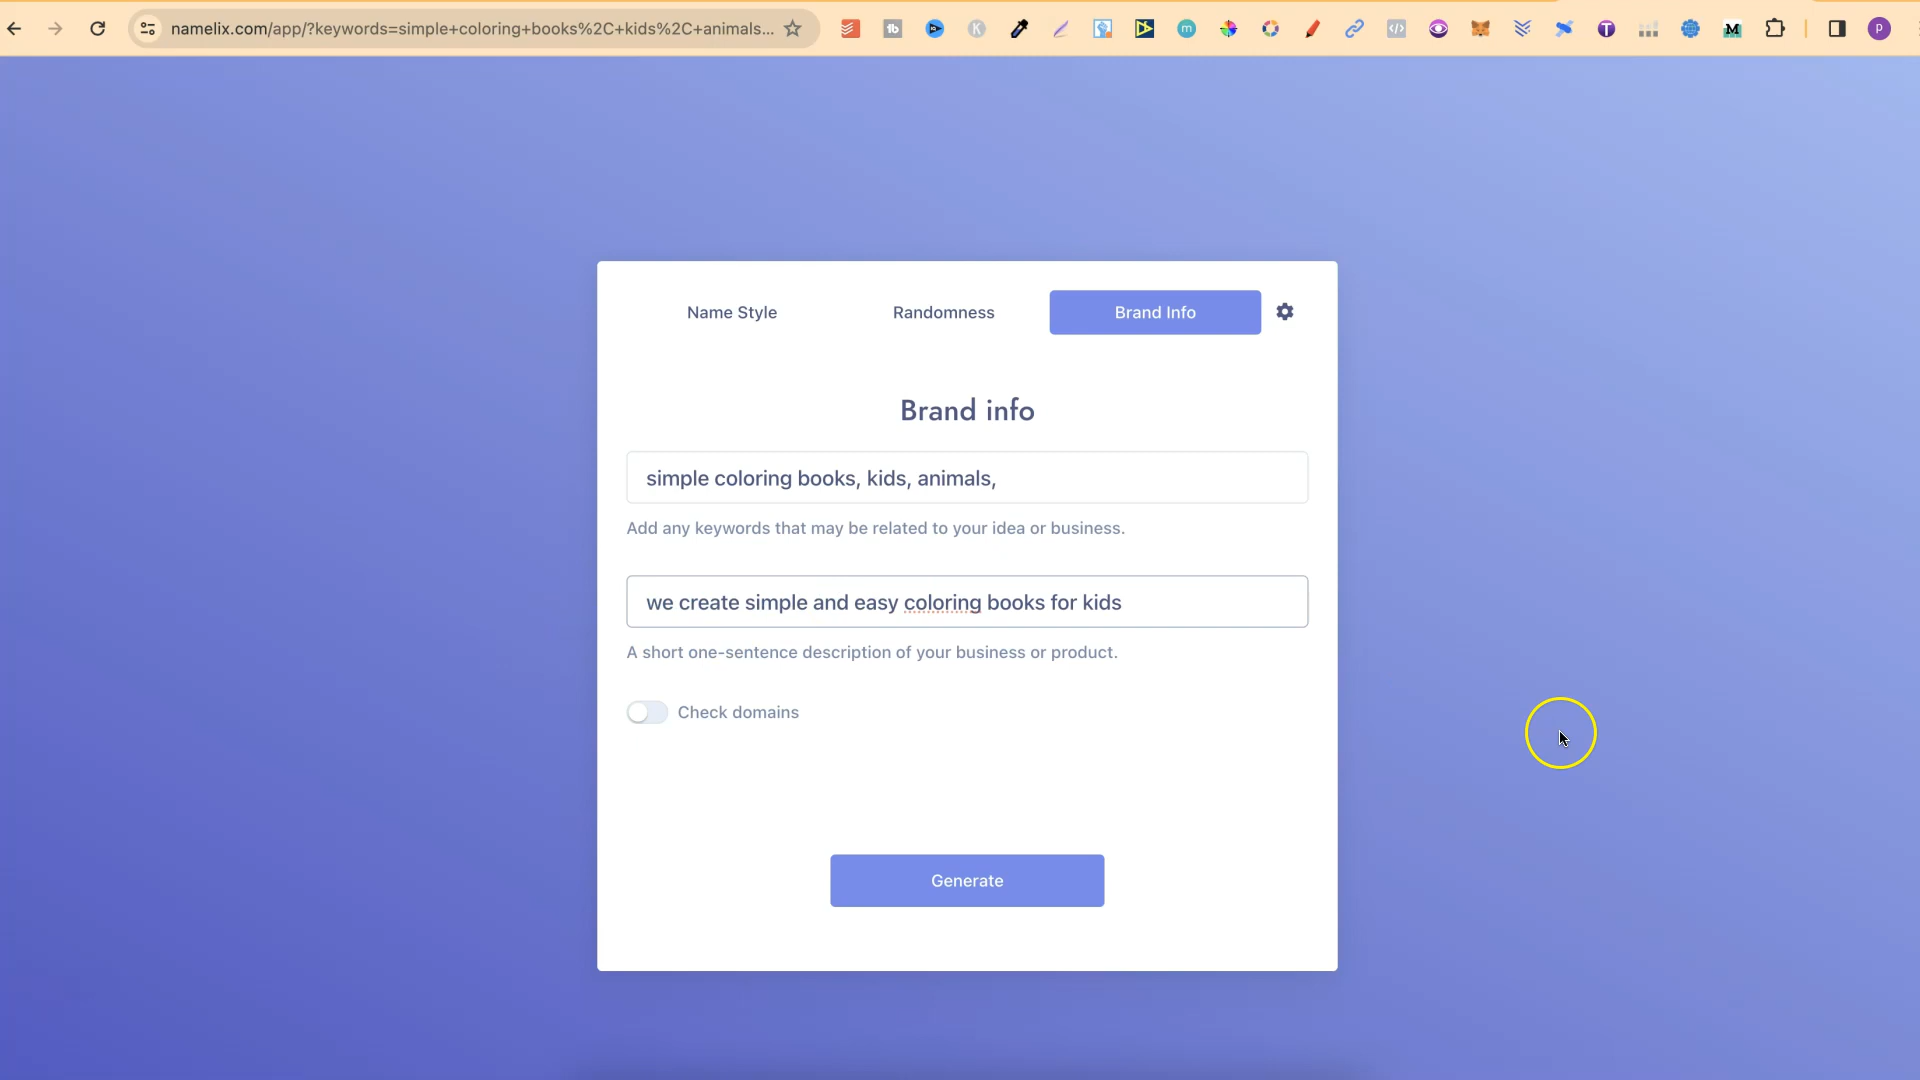 namelix.com/app/?keywords=simple+coloring+books%2C+kids%2C+animals...
Name Style
Randomness
Brand Info
Brand info
simple coloring books, kids, animals,
Add any keywords that may be related to your idea or business.
we create simple and easy coloring books for kids
A short one-sentence description of your business or product.
Check domains
Generate